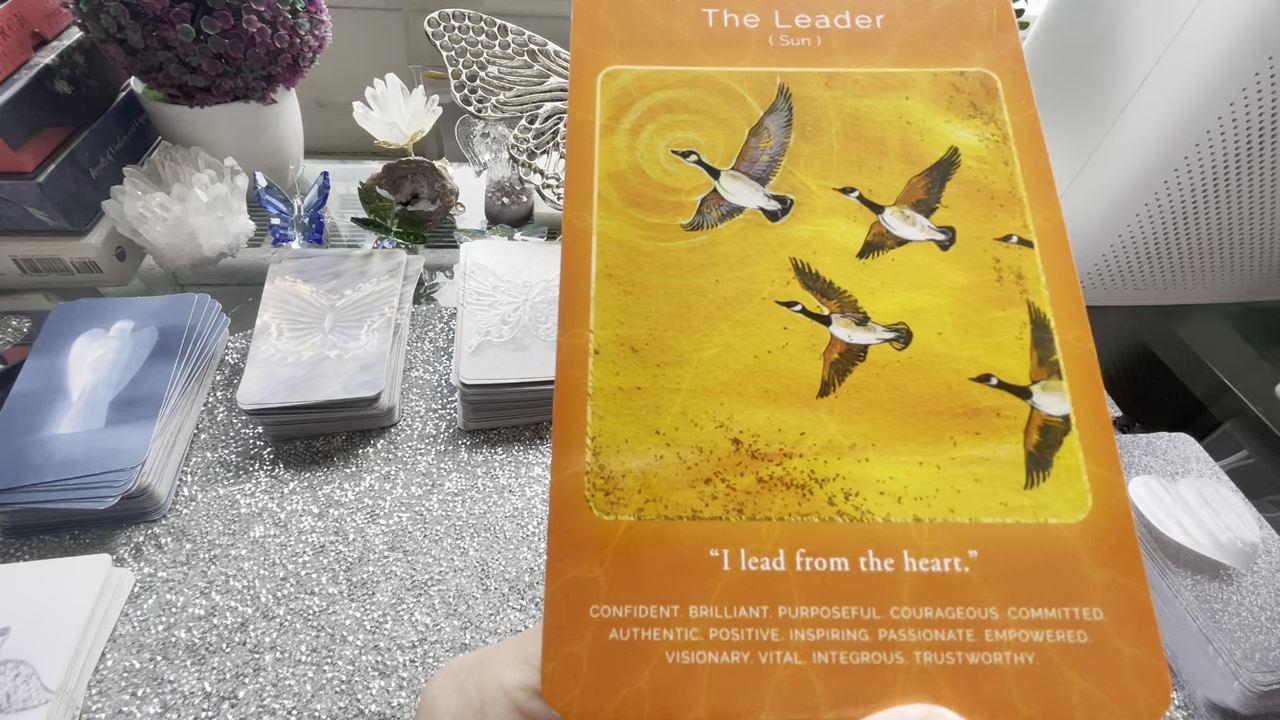 The Leader
( Sun )
“I lead from the heart.”
CONFIDENT. BRILLIANT. PURPOSEFUL. COURAGEOUS. COMMITTED.
AUTHENTIC. POSITIVE. INSPIRING. PASSIONATE. EMPOWERED.
VISIONARY. VITAL. INTEGROUS. TRUSTWORTHY.